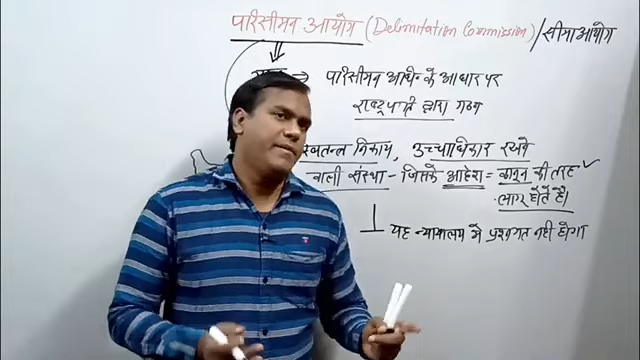 परिसीमन आयोग (Delimitation Commission) / सीमा आयोग
⇒ परिसीमन अधि० के आधार पर
राष्ट्रपति द्वारा गठन
स्वतन्त्र निकाय, उच्चाधिकार रखने
वाली संस्था - जिसके आदेश = कानून की तरह ✓
लागू होते है।
यह न्यायालय मे प्रश्नगत नही होगा